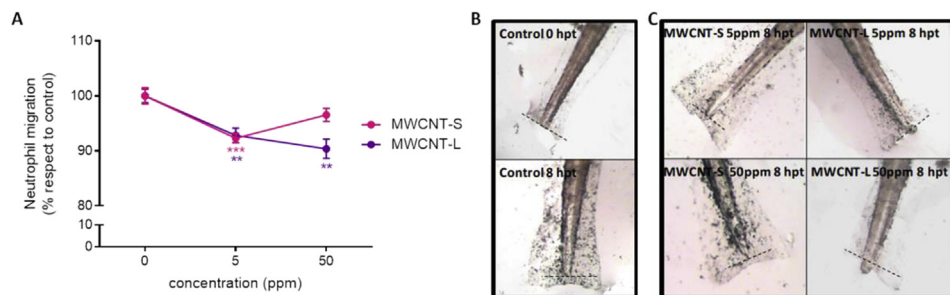 A
110
100
90
80
10
0
Neutrophil migration
(% respect to control)
***
**
**
0
5
50
concentration (ppm)
MWCNT-S
MWCNT-L
B
Control 0 hpt
Control 8 hpt
C
MWCNT-S 5ppm 8 hpt
MWCNT-L 5ppm 8 hpt
MWCNT-S 50ppm 8 hpt
MWCNT-L 50ppm 8 hpt